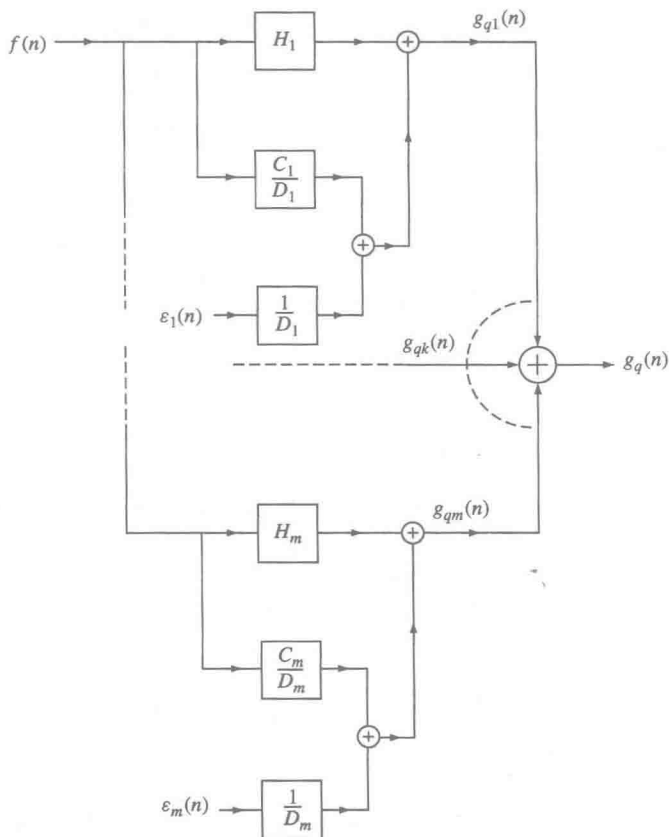 f(n)
H_1
g_{q1}(n)
C_1
D_1
ε_1(n)
1
D_1
g_{qk}(n)
g_q(n)
H_m
g_{qm}(n)
C_m
D_m
ε_m(n)
1
D_m